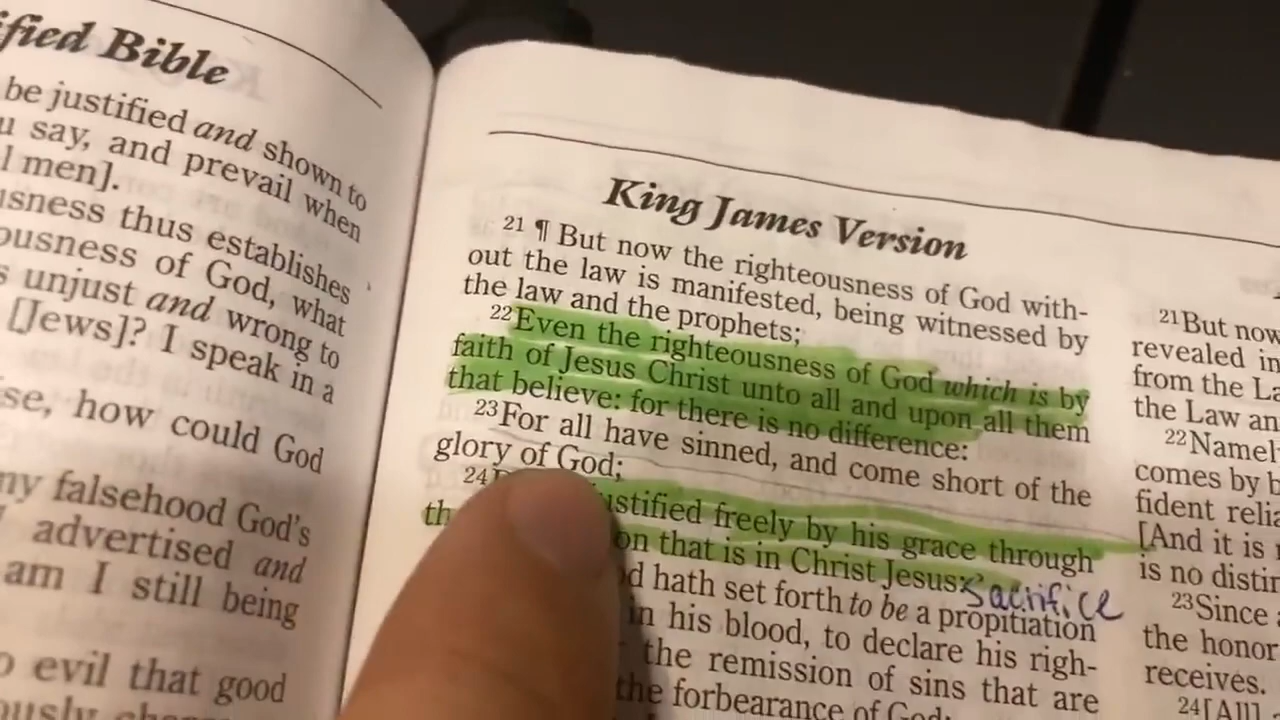 ified Bible
be justified and shown to
u say, and prevail when
l men].
usness thus establishes
ousness of God, what
s unjust and wrong to
[Jews]? I speak in a
se, how could God
ny falsehood God's
advertised and
am I still being
o evil that good
King James Version
21 ¶ But now the righteousness of God with-
out the law is manifested, being witnessed by
the law and the prophets;
22 Even the righteousness of God which is by
faith of Jesus Christ unto all and upon all them
that believe: for there is no difference:
23 For all have sinned, and come short of the
glory of God;
24 justified freely by his grace through
th on that is in Christ Jesus:
sacrifice
d hath set forth to be a propitiation
in his blood, to declare his righ-
the remission of sins that are
the forbearance of God;
21 But now
revealed in
from the La
the Law an
22 Namel
comes by b
fident relia
[And it is
is no distin
23 Since
the honor
receives.
24 [All]